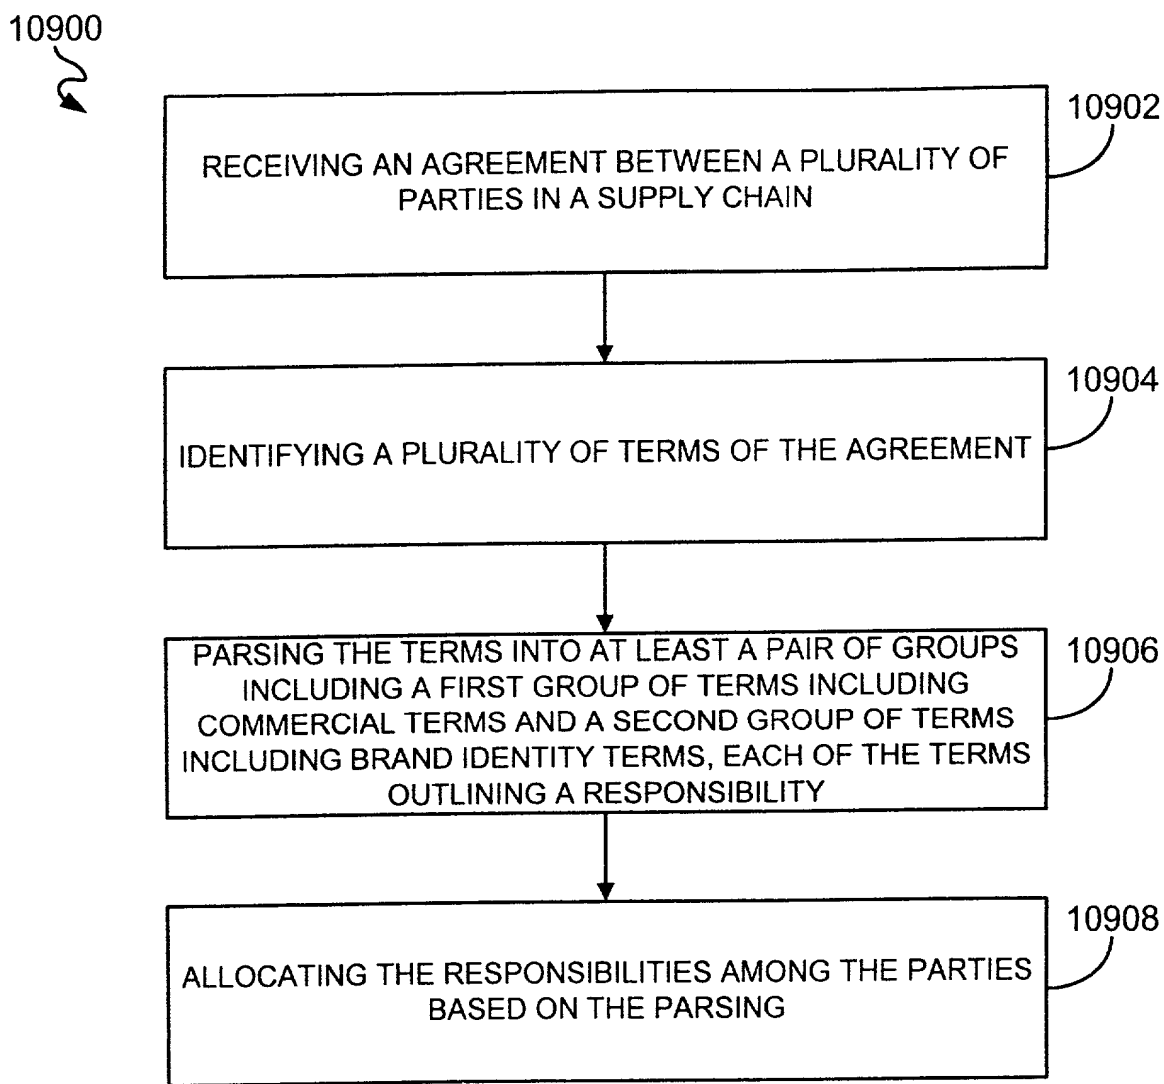 10900
10902
RECEIVING AN AGREEMENT BETWEEN A PLURALITY OF
PARTIES IN A SUPPLY CHAIN
10904
IDENTIFYING A PLURALITY OF TERMS OF THE AGREEMENT
10906
PARSING THE TERMS INTO AT LEAST A PAIR OF GROUPS
INCLUDING A FIRST GROUP OF TERMS INCLUDING
COMMERCIAL TERMS AND A SECOND GROUP OF TERMS
INCLUDING BRAND IDENTITY TERMS, EACH OF THE TERMS
OUTLINING A RESPONSIBILITY
10908
ALLOCATING THE RESPONSIBILITIES AMONG THE PARTIES
BASED ON THE PARSING